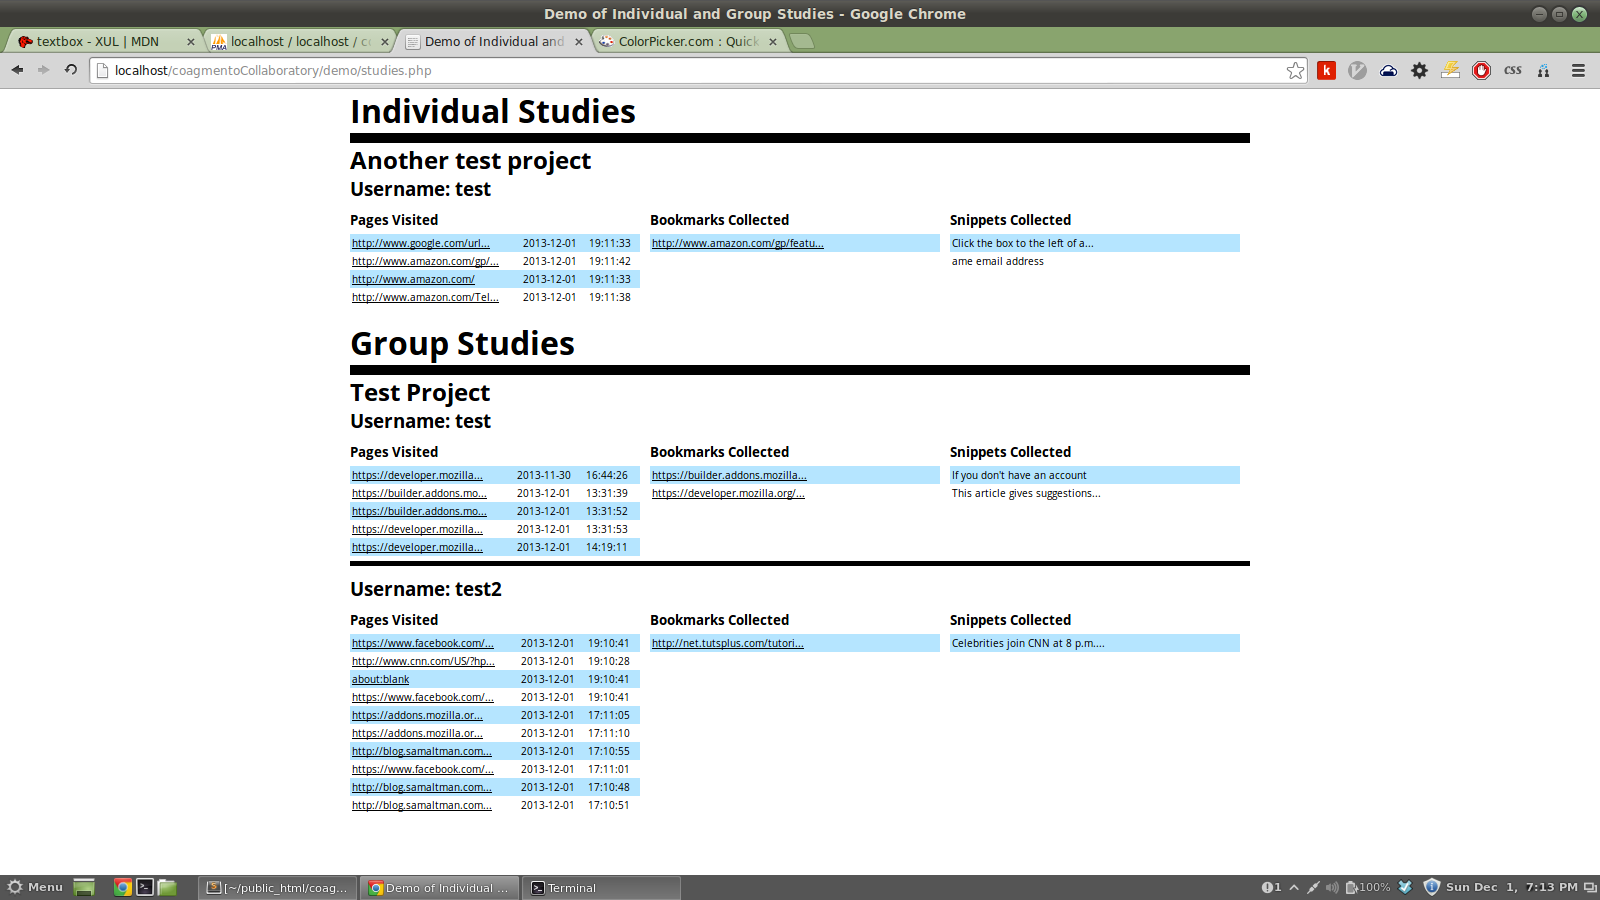 Demo of Individual and Group Studies - Google Chrome
textbox - XUL | MDN
PMA
localhost / localhost / c
Demo of Individual and
ColorPicker.com : Quick
localhost/coagmentoCollaboratory/demo/studies.php
k
css
Individual Studies
Another test project
Username: test
Pages Visited Bookmarks Collected Snippets Collected
http://www.google.com/url... 2013-12-01 19:11:33 http://www.amazon.com/gp/featu... Click the box to the left of a...
http://www.amazon.com/gp/... 2013-12-01 19:11:42 ame email address
http://www.amazon.com/ 2013-12-01 19:11:33
http://www.amazon.com/Tel... 2013-12-01 19:11:38
Group Studies
Test Project
Username: test
Pages Visited Bookmarks Collected Snippets Collected
https://developer.mozilla... 2013-11-30 16:44:26 https://builder.addons.mozilla... If you don't have an account
https://builder.addons.mo... 2013-12-01 13:31:39 https://developer.mozilla.org/... This article gives suggestions...
https://builder.addons.mo... 2013-12-01 13:31:52
https://developer.mozilla... 2013-12-01 13:31:53
https://developer.mozilla... 2013-12-01 14:19:11
Username: test2
Pages Visited Bookmarks Collected Snippets Collected
https://www.facebook.com/... 2013-12-01 19:10:41 http://net.tutsplus.com/tutori... Celebrities join CNN at 8 p.m....
http://www.cnn.com/US/?hp... 2013-12-01 19:10:28
about:blank 2013-12-01 19:10:41
https://www.facebook.com/... 2013-12-01 19:10:41
https://addons.mozilla.or... 2013-12-01 17:11:05
https://addons.mozilla.or... 2013-12-01 17:11:10
http://blog.samaltman.com... 2013-12-01 17:10:55
https://www.facebook.com/... 2013-12-01 17:11:01
http://blog.samaltman.com... 2013-12-01 17:10:48
http://blog.samaltman.com... 2013-12-01 17:10:51
Menu [~/public_html/coag... Demo of Individual ... Terminal 1 100% Sun Dec 1, 7:13 PM